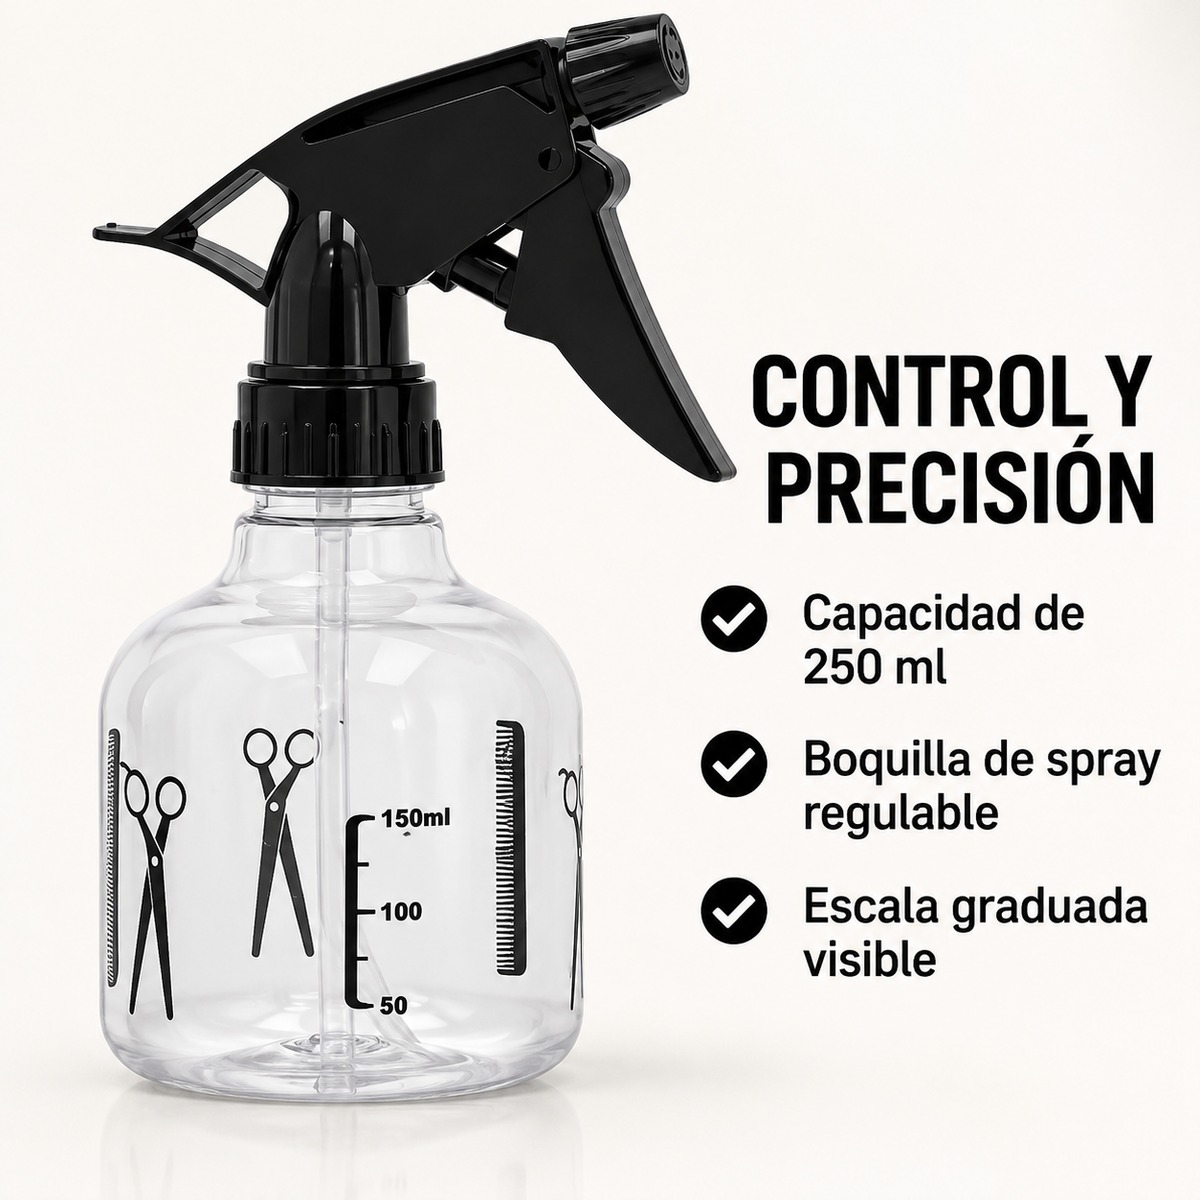 CONTROL Y
PRECISIÓN
Capacidad de
250 ml
Boquilla de spray
regulable
Escala graduada
visible
150ml
100
50